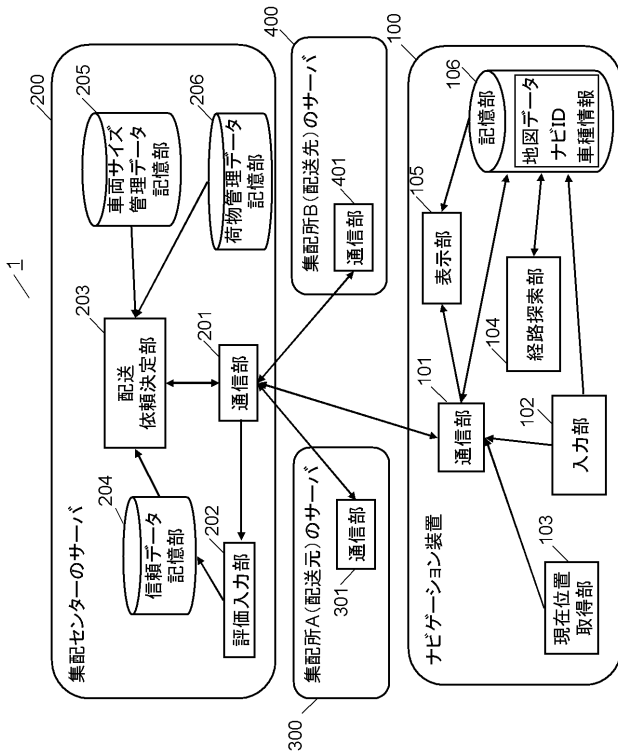 1
200
集配センターのサーバ
204
信頼データ
記憶部
203
配送
依頼決定部
205
車両サイズ
管理データ
記憶部
202
評価入力部
201
通信部
206
荷物管理データ
記憶部
300
集配所A(配送元)のサーバ
301
通信部
400
集配所B(配送先)のサーバ
401
通信部
100
ナビゲーション装置
101
通信部
105
表示部
106
記憶部
地図データ
ナビID
車種情報
104
経路探索部
103
現在位置
取得部
102
入力部